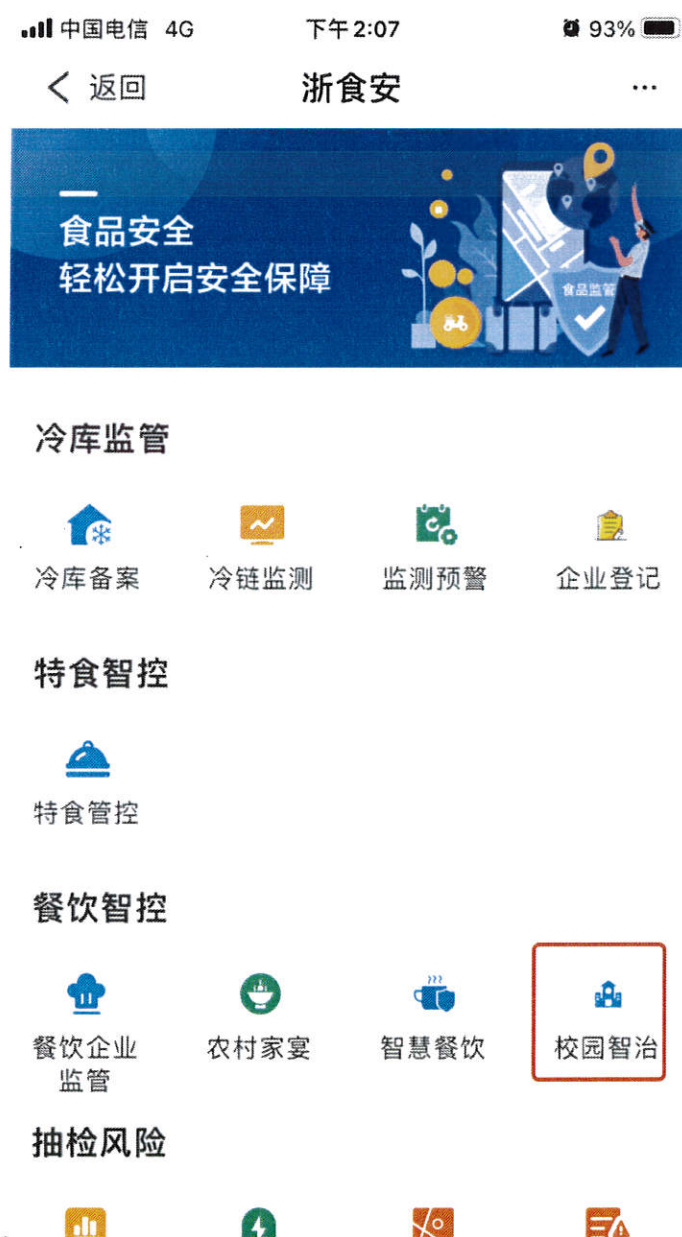 中国电信 4G 下午2:07 93%
返回 浙食安 …
食品安全
轻松开启安全保障
食品监管
冷库监管
冷库备案 冷链监测 监测预警 企业登记
特食智控
特食管控
餐饮智控
餐饮企业 农村家宴 智慧餐饮 校园智治
监管
抽检风险